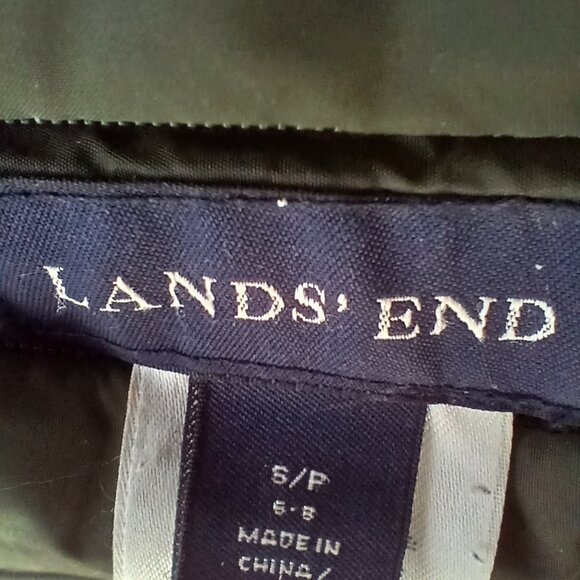 LANDS' END
S/P
6-8
MADE IN
CHINA/